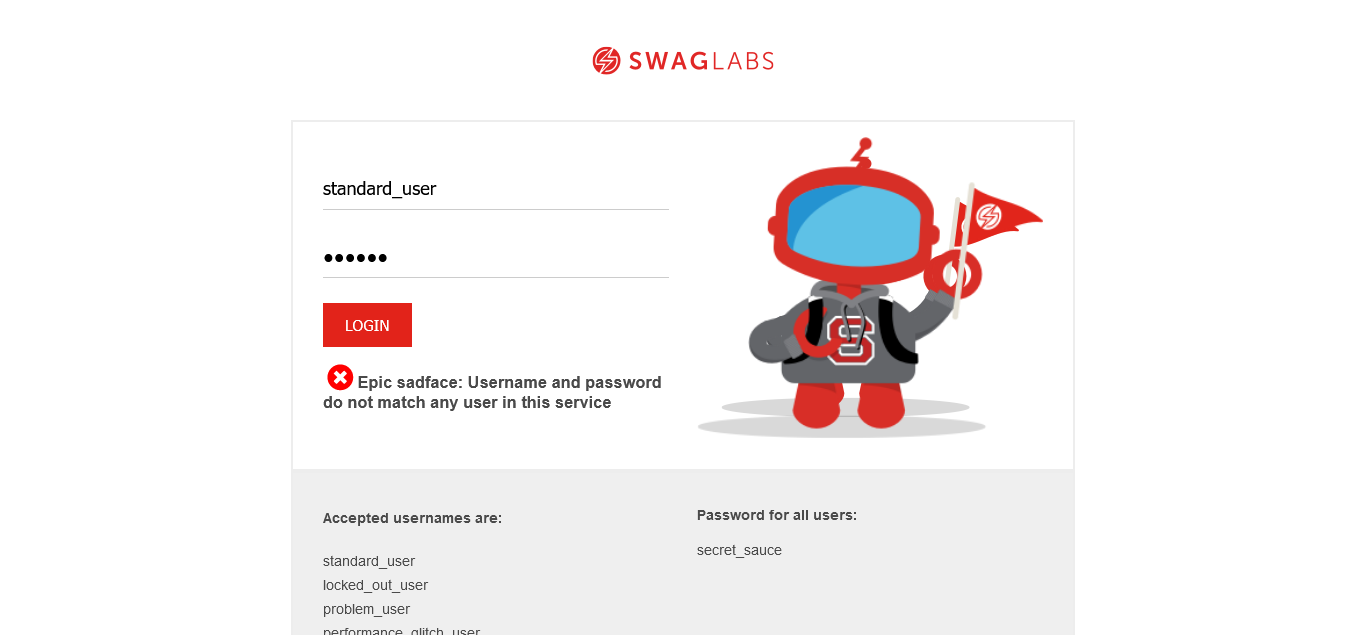 SWAGLABS
standard_user
••••••
LOGIN
Epic sadface: Username and password
do not match any user in this service
S
Accepted usernames are:
standard_user
locked_out_user
problem_user
performance_glitch_user
Password for all users:
secret_sauce